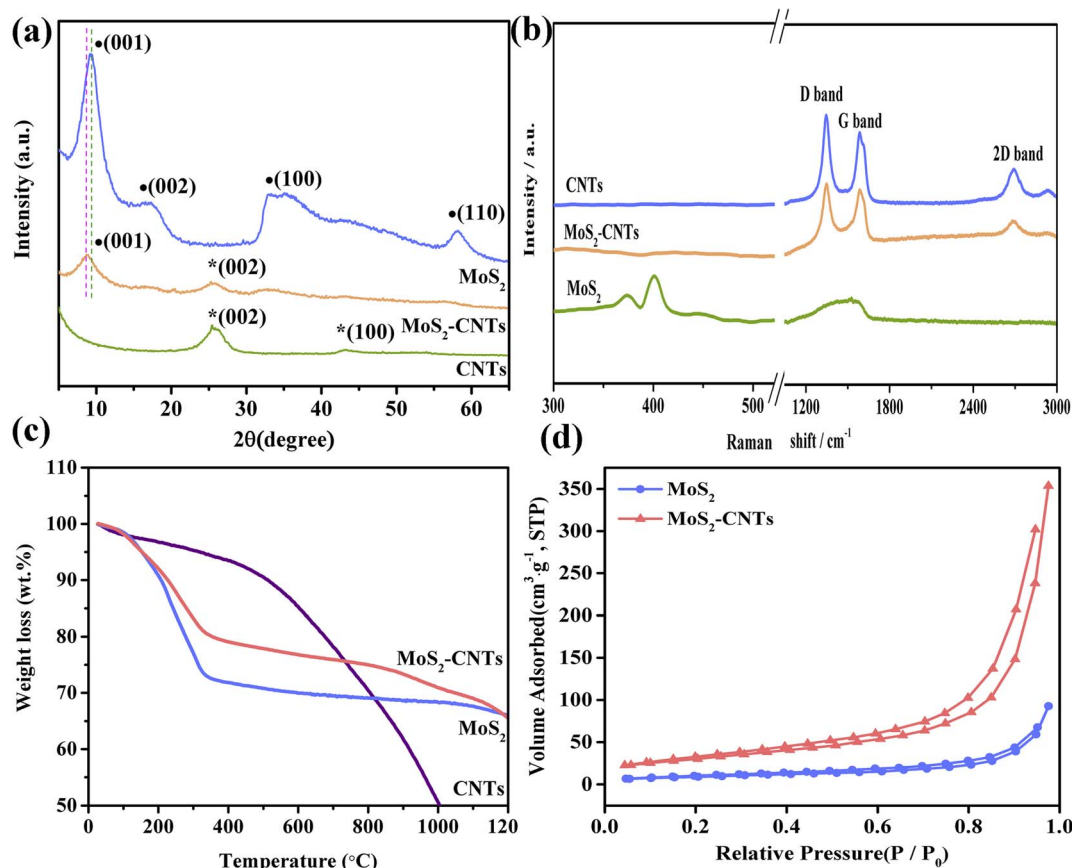 (a)
•(001)
•(002)
•(100)
•(110)
MoS₂
•(001)
*(002)
MoS₂-CNTs
*(002)
*(100)
CNTs
Intensity (a.u.)
10 20 30 40 50 60
2θ(degree)
(b)
D band
G band
2D band
CNTs
MoS₂-CNTs
MoS₂
Intensity / a.u.
300 400 500 1200 1800 2400 3000
Raman shift / cm⁻¹
(c)
110
100
90
80
70
60
50
Weight loss (wt.%)
MoS₂-CNTs
MoS₂
CNTs
0 200 400 600 800 1000 1200
Temperature (°C)
(d)
MoS₂
MoS₂-CNTs
350
300
250
200
150
100
50
0
Volume Adsorbed(cm³·g⁻¹, STP)
0.0 0.2 0.4 0.6 0.8 1.0
Relative Pressure(P / P₀)